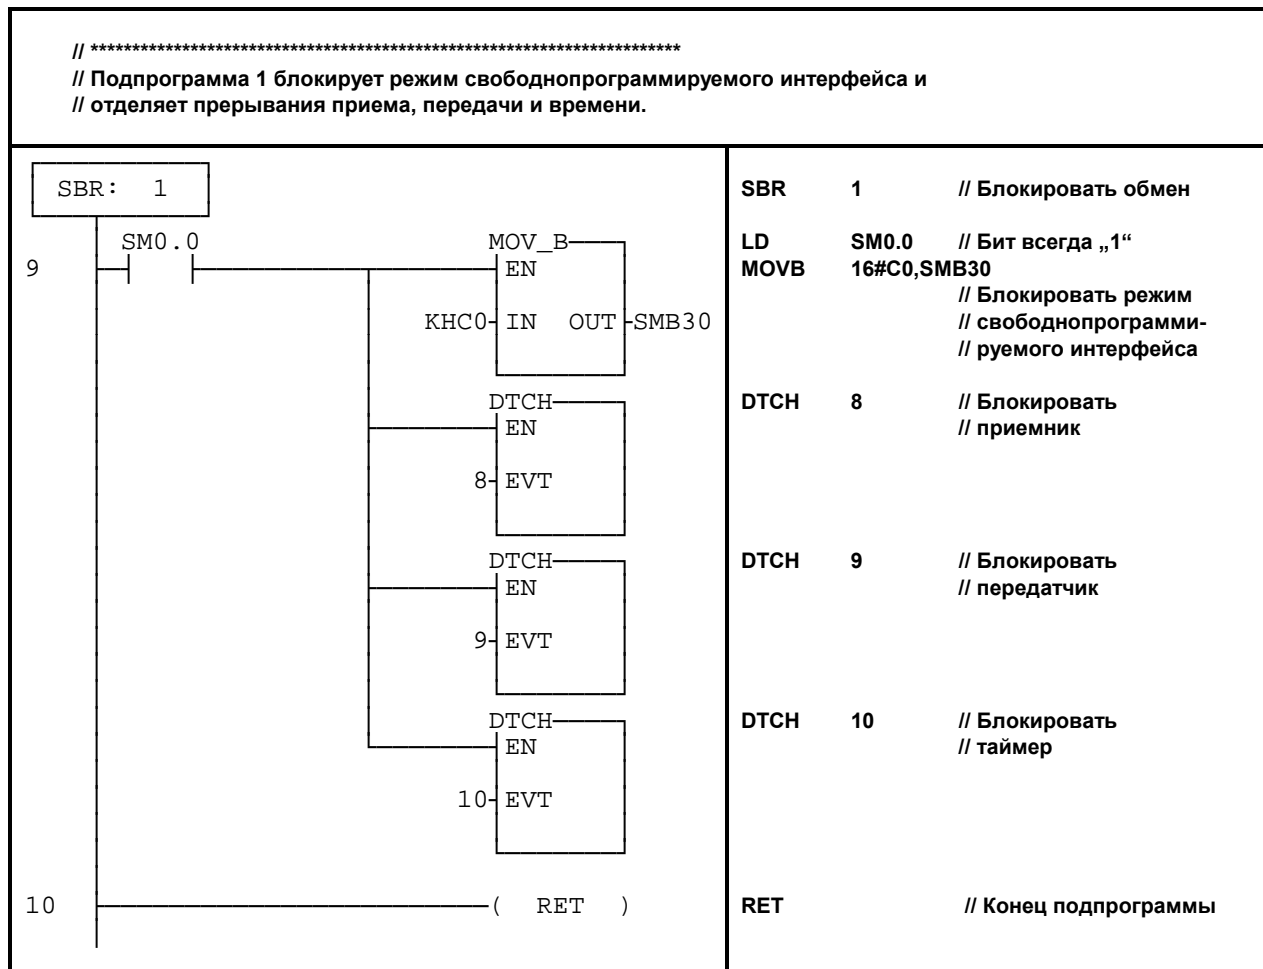 // ***********************************************************************
// Подпрограмма 1 блокирует режим свободнопрограммируемого интерфейса и
// отделяет прерывания приема, передачи и времени.
SBR: 1
SM0.0
MOV_B
9
EN
KHC0
IN OUT
SMB30
DTCH
EN
8
EVT
DTCH
EN
9
EVT
DTCH
EN
10
EVT
10
( RET )
SBR 1 // Блокировать обмен
LD SM0.0 // Бит всегда „1“
MOVB 16#C0,SMB30
// Блокировать режим
// свободнопрограмми-
// руемого интерфейса
DTCH 8 // Блокировать
// приемник
DTCH 9 // Блокировать
// передатчик
DTCH 10 // Блокировать
// таймер
RET // Конец подпрограммы